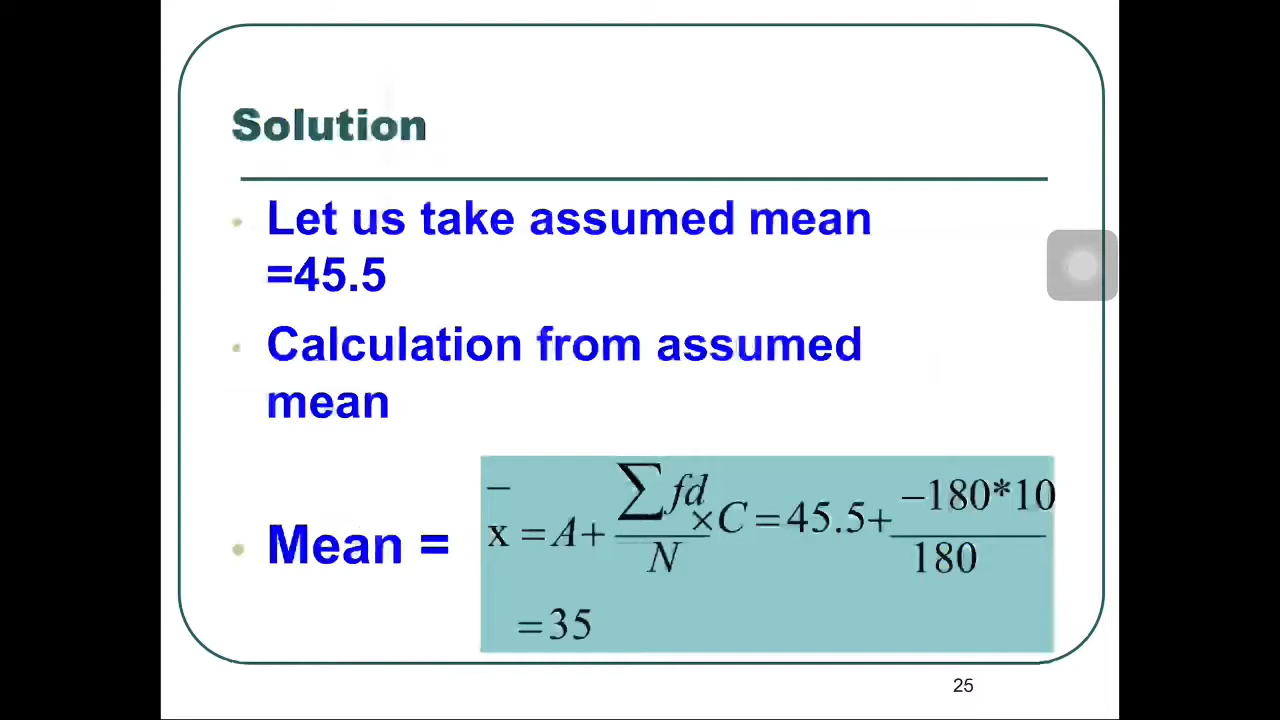 Solution
• Let us take assumed mean
=45.5
• Calculation from assumed
mean
• Mean = x̄ = A + ∑fd/N × C = 45.5 + −180*10/180
= 35
25